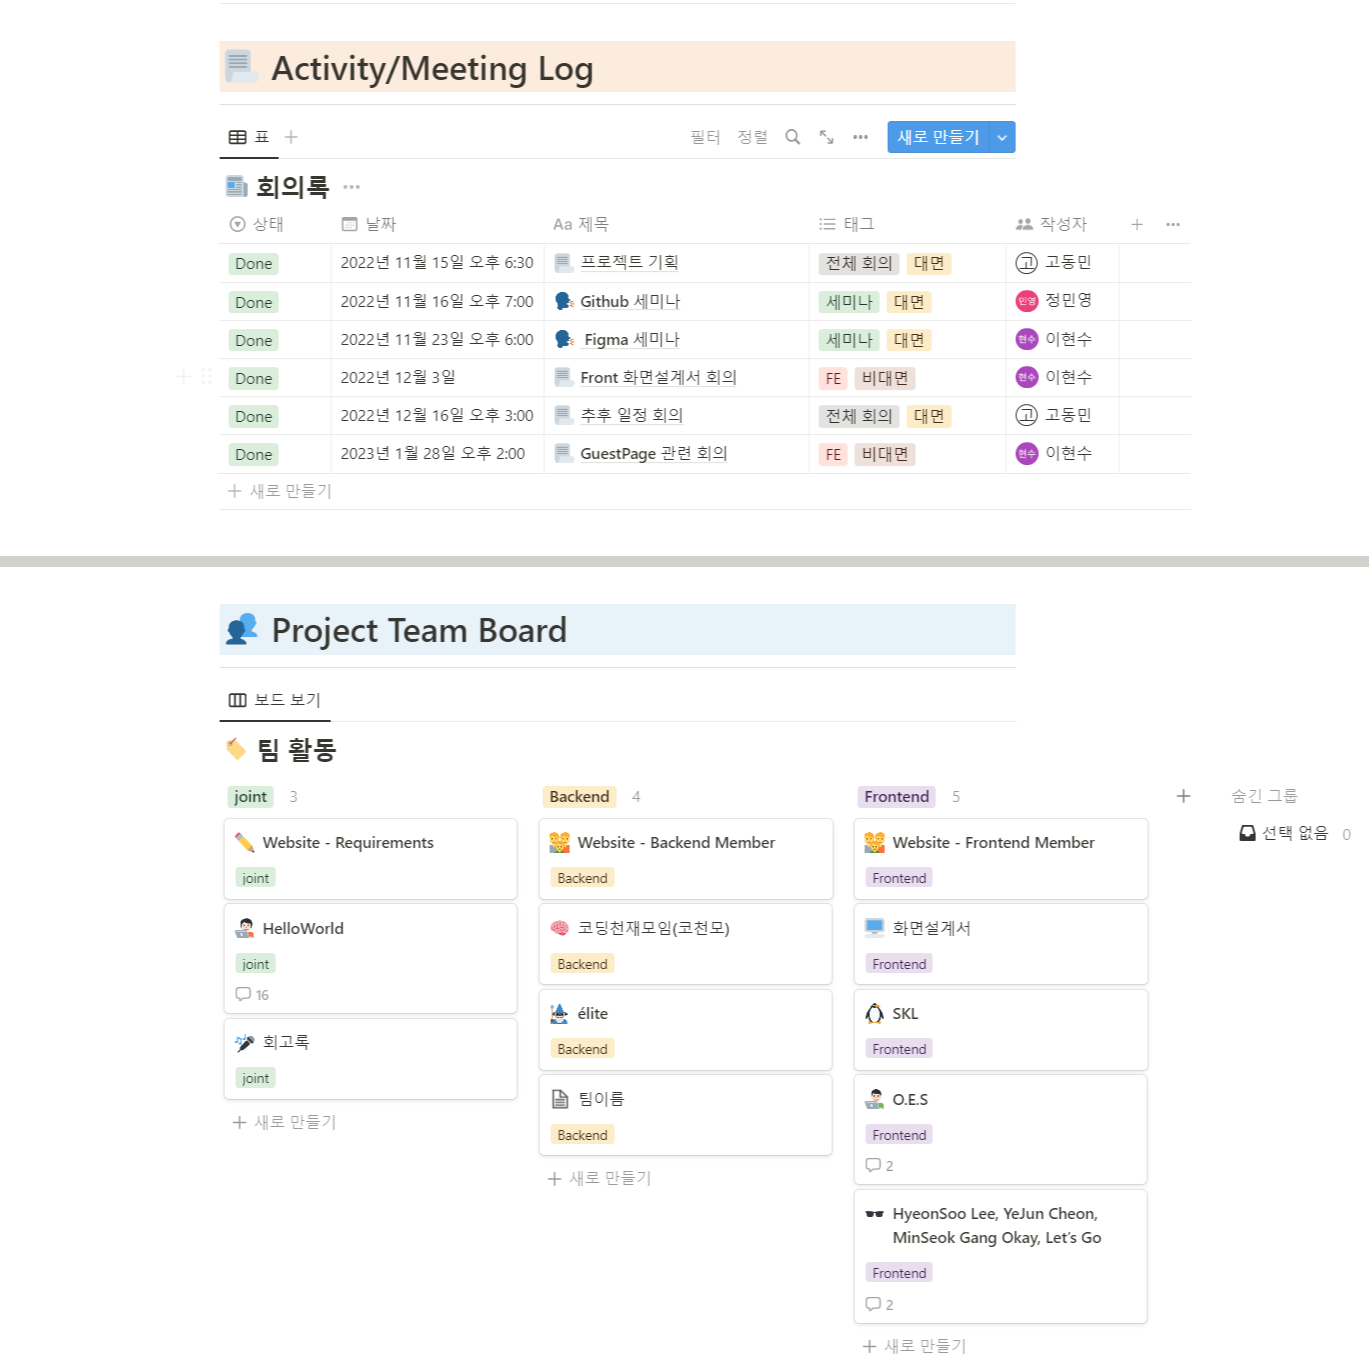 Activity/Meeting Log
표
필터 정렬 새로 만들기
회의록
상태 날짜 Aa 제목 태그 작성자
Done 2022년 11월 15일 오후 6:30 프로젝트 기획 전체 회의 대면 고 고동민
Done 2022년 11월 16일 오후 7:00 Github 세미나 세미나 대면 민영 정민영
Done 2022년 11월 23일 오후 6:00 Figma 세미나 세미나 대면 현수 이현수
Done 2022년 12월 3일 Front 화면설계서 회의 FE 비대면 현수 이현수
Done 2022년 12월 16일 오후 3:00 추후 일정 회의 전체 회의 대면 고 고동민
Done 2023년 1월 28일 오후 2:00 GuestPage 관련 회의 FE 비대면 현수 이현수
새로 만들기
Project Team Board
보드 보기
팀 활동
joint 3
Website - Requirements
joint
HelloWorld
joint
16
회고록
joint
새로 만들기
Backend 4
Website - Backend Member
Backend
코딩천재모임(코천모)
Backend
élite
Backend
팀이름
Backend
새로 만들기
Frontend 5
Website - Frontend Member
Frontend
화면설계서
Frontend
SKL
Frontend
O.E.S
Frontend
2
HyeonSoo Lee, YeJun Cheon,
MinSeok Gang Okay, Let's Go
Frontend
2
새로 만들기
숨긴 그룹
선택 없음 0